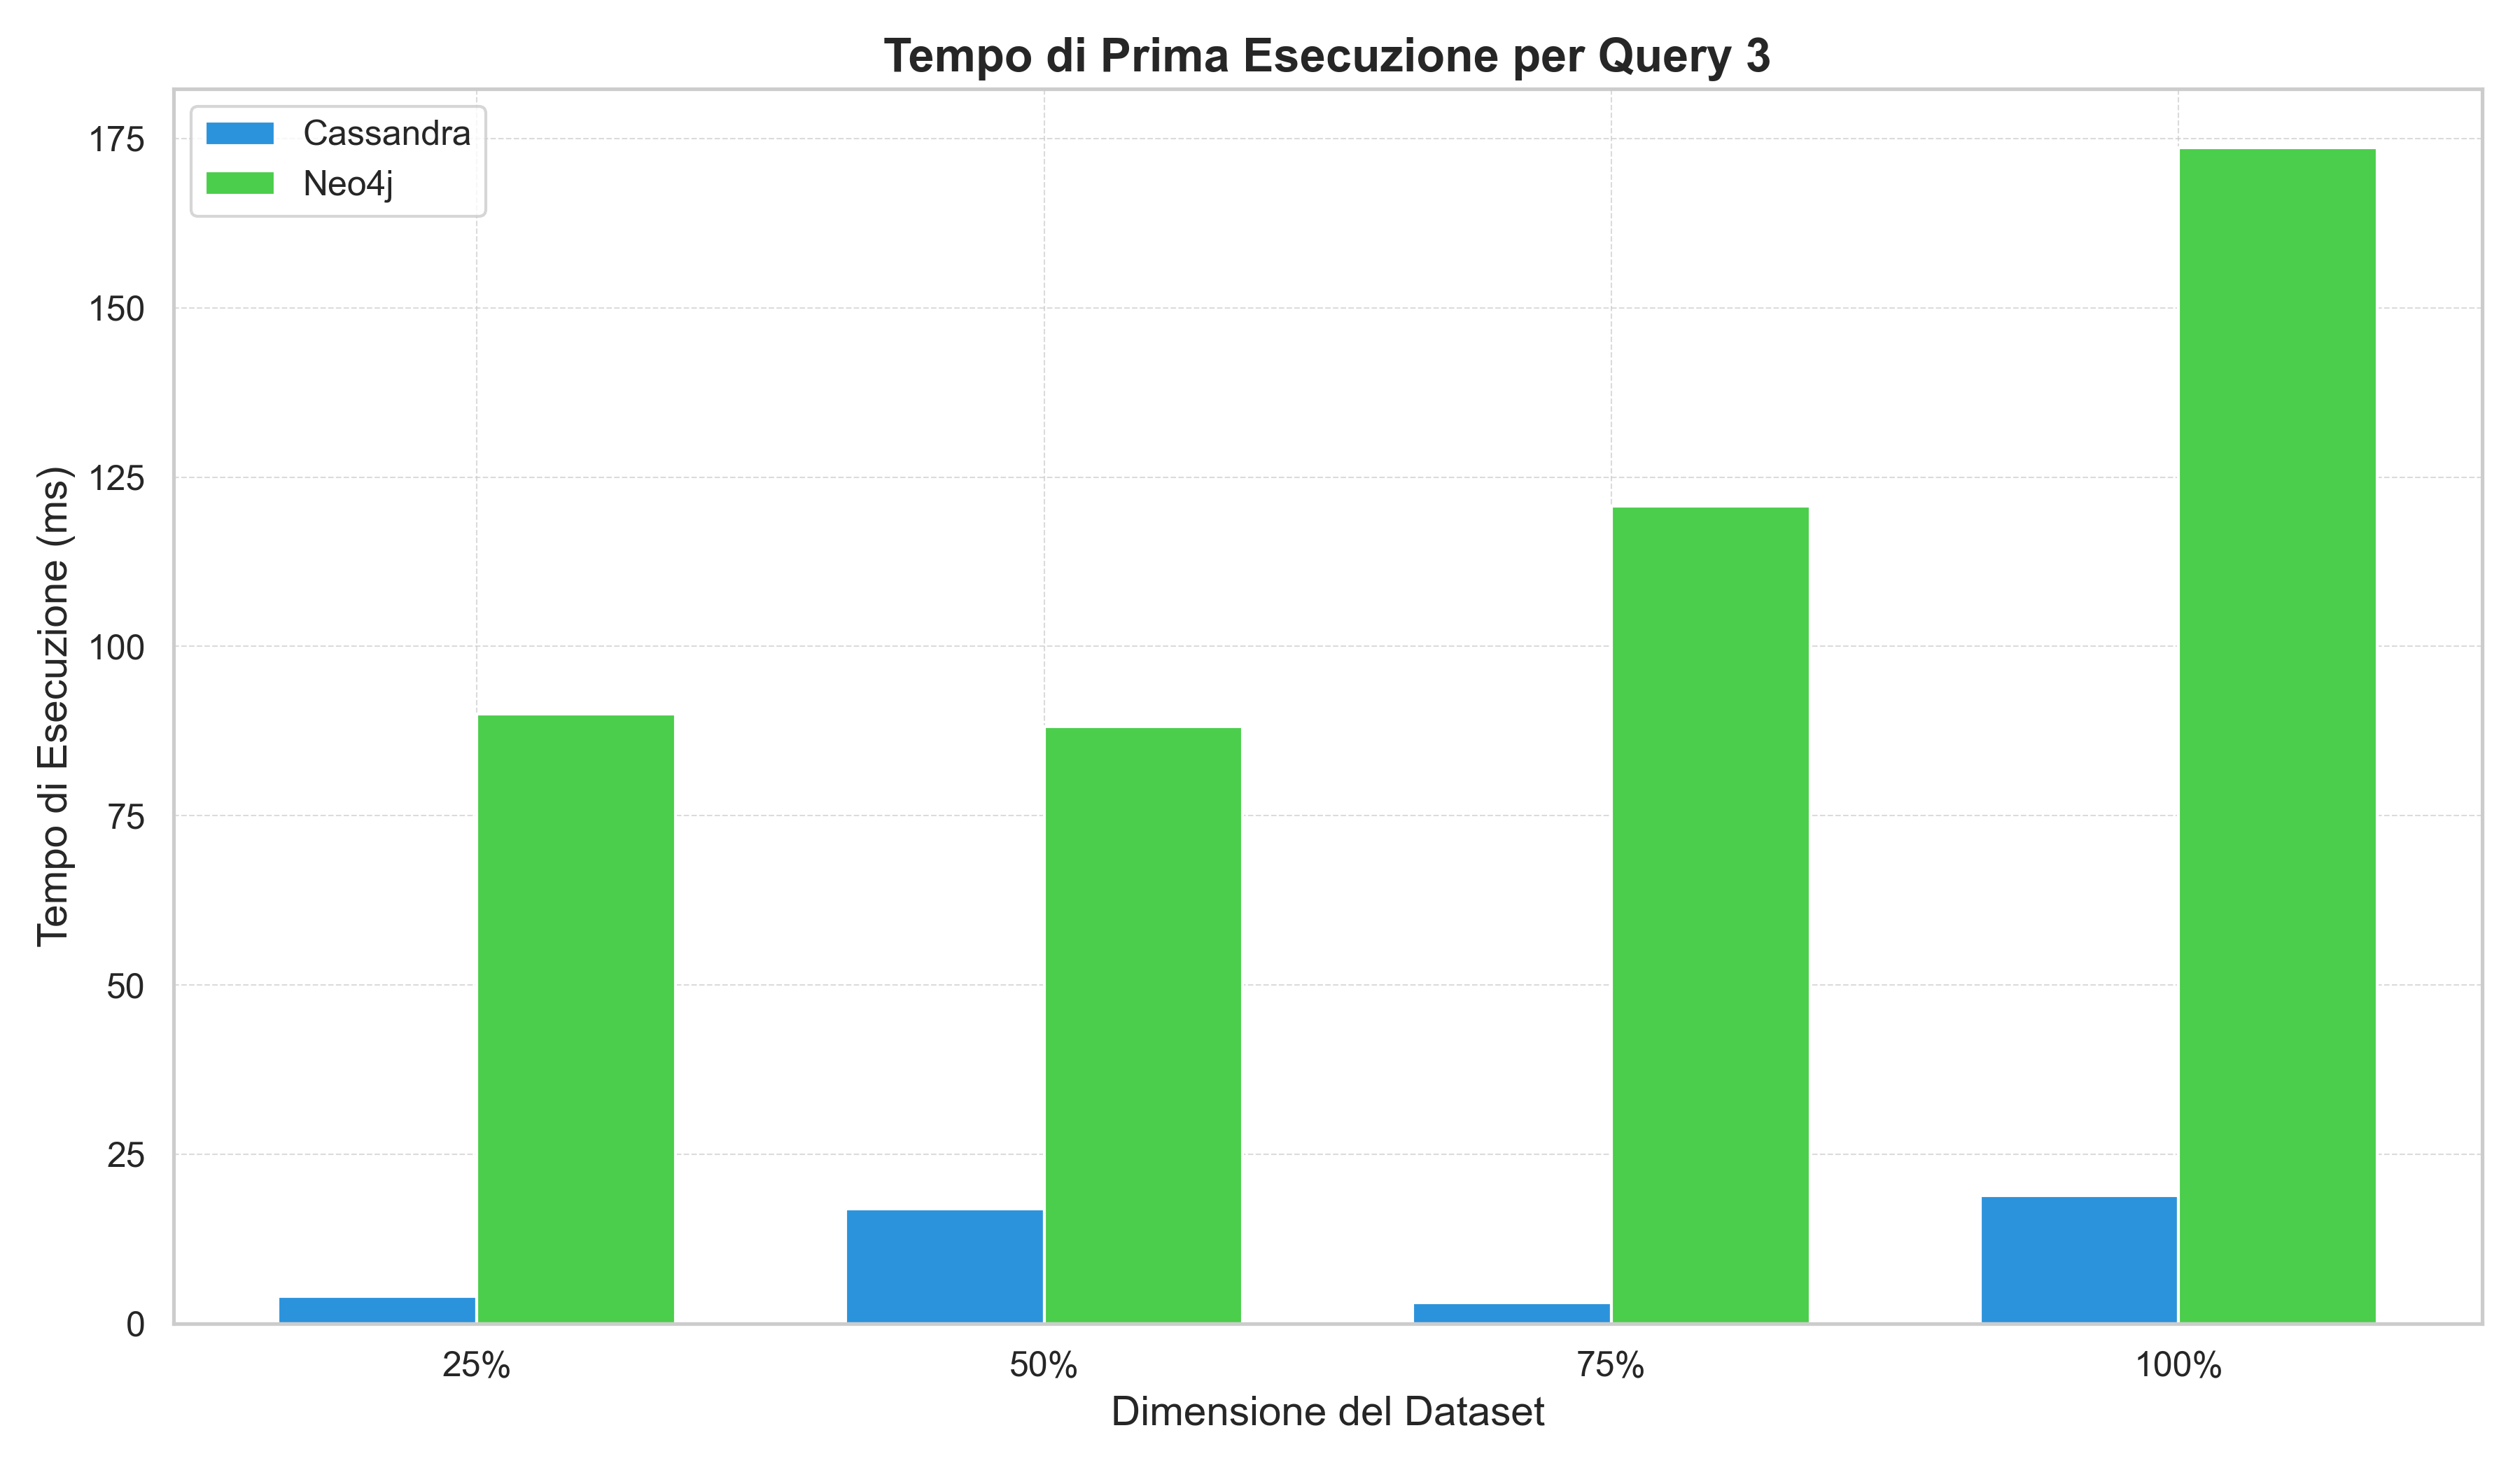 Tempo di Prima Esecuzione per Query 3
Cassandra
Neo4j
Tempo di Esecuzione (ms)
175
150
125
100
75
50
25
0
25%
50%
75%
100%
Dimensione del Dataset